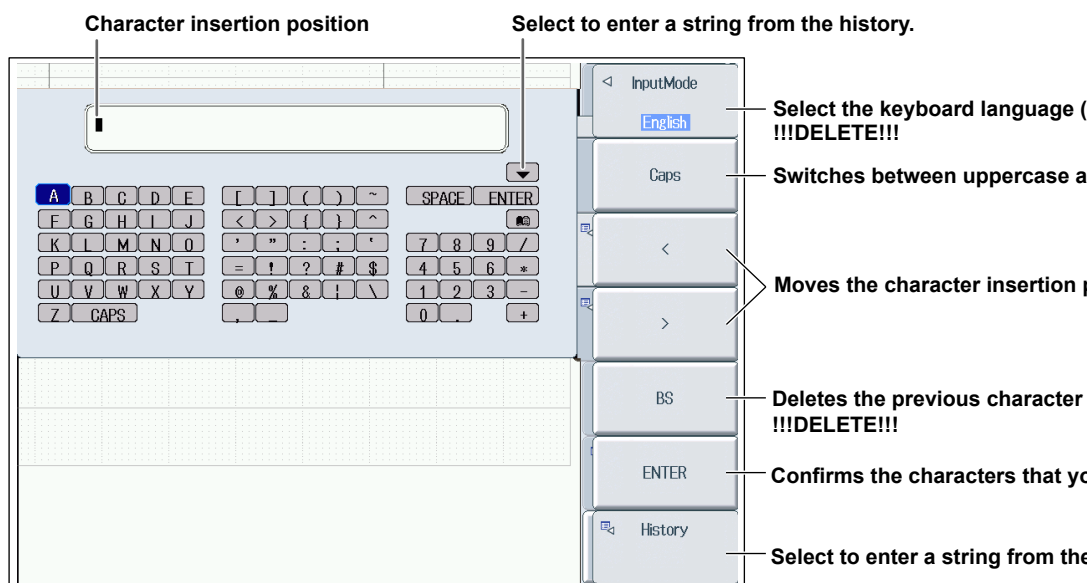 Character insertion position
Select to enter a string from the history.
InputMode
English
Select the keyboard language (
!!!DELETE!!!
Caps
Switches between uppercase a
A B C D E [ ] ( ) ~ SPACE ENTER
F G H I J < > { } ^
K L M N O ' " : ; ‘ 7 8 9 /
P Q R S T = ! ? # $ 4 5 6 *
U V W X Y @ % & ¦ \ 1 2 3 -
Z CAPS , _ 0 . +
<
>
Moves the character insertion p
BS
Deletes the previous character
!!!DELETE!!!
ENTER
Confirms the characters that yo
History
Select to enter a string from the